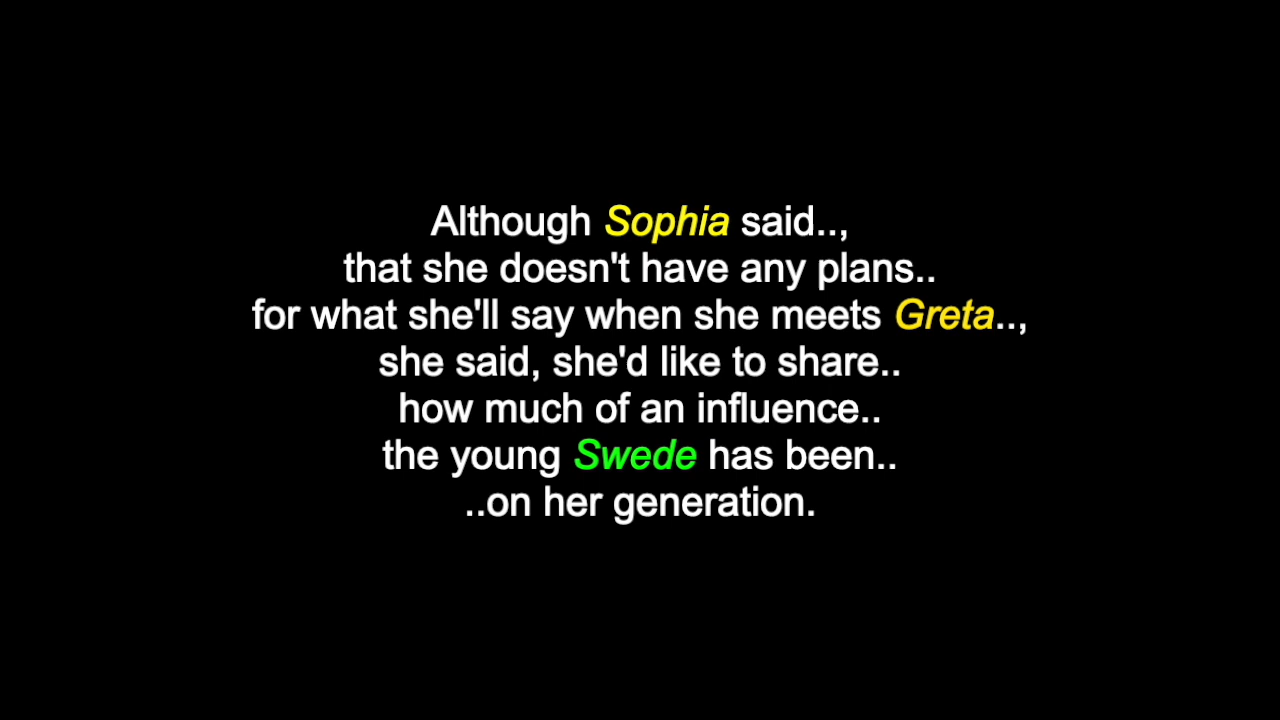 Although Sophia said..,
that she doesn't have any plans..
for what she'll say when she meets Greta..,
she said, she'd like to share..
how much of an influence..
the young Swede has been..
..on her generation.